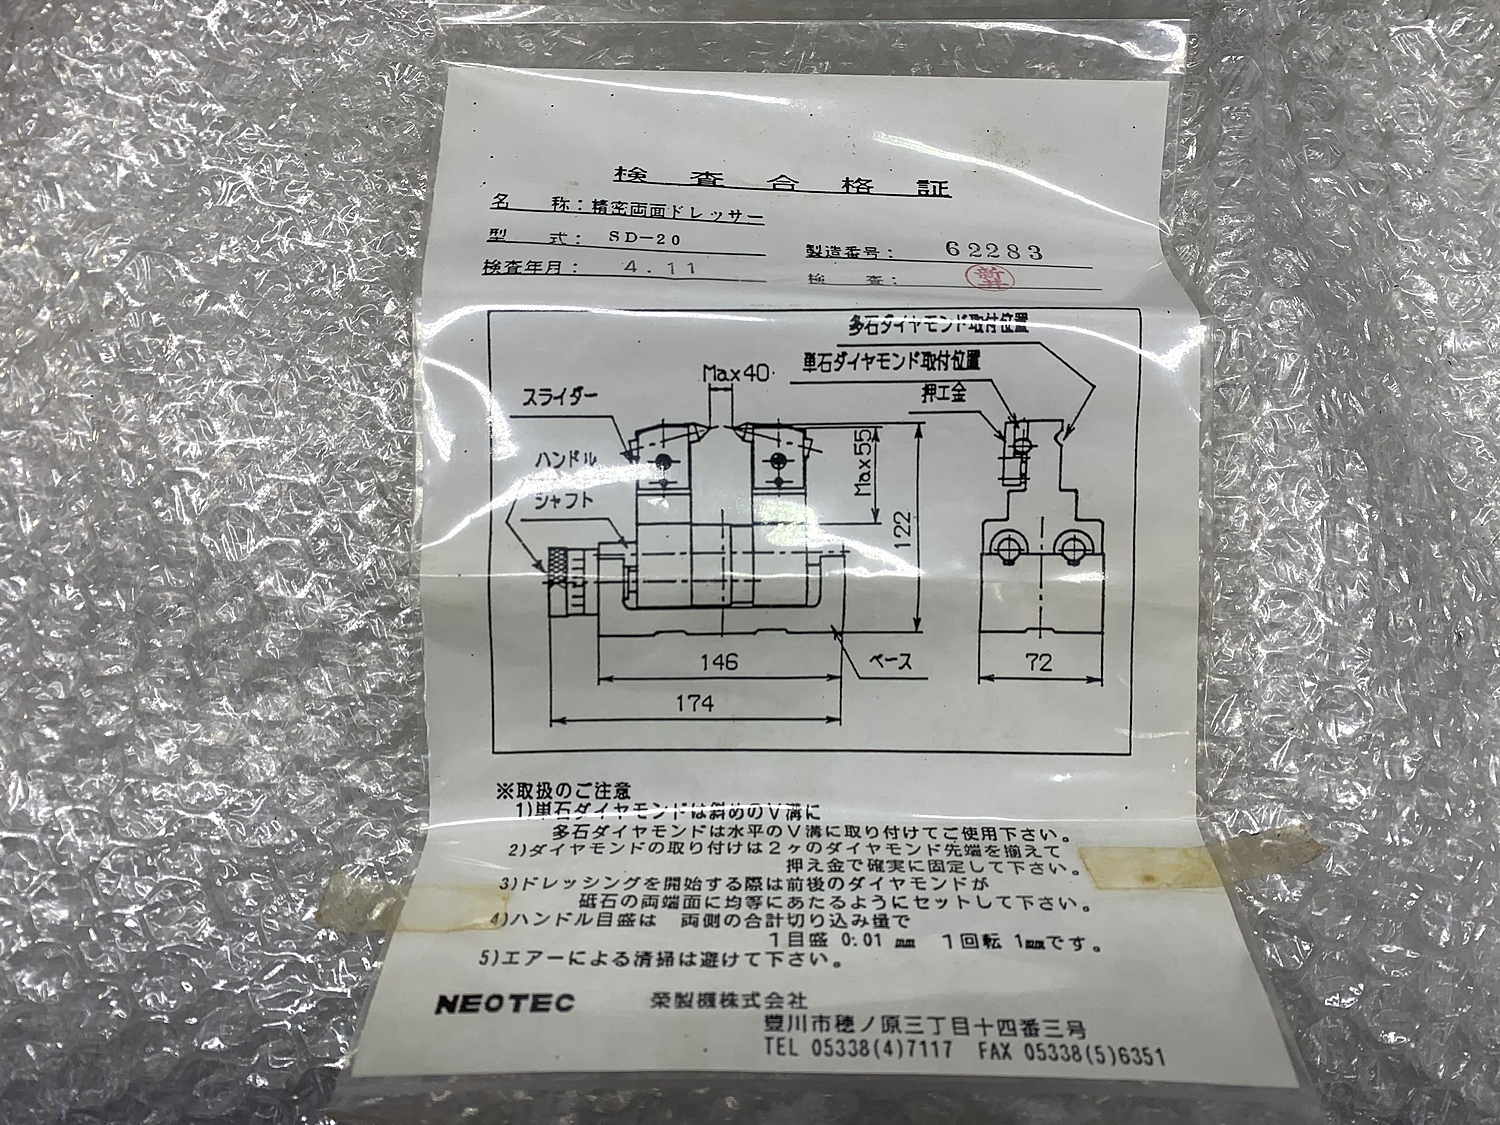 検査合格証
名 称：精密両面ドレッサー
型 式： SD-20
製造番号： 62283
検査年月： 4.11
検 査：
多石ダイヤモンド取付位置
単石ダイヤモンド取付位置
押工金
Max40
スライダー
ハンドル
シャフト
Max55
122
146
ベース
72
174
※取扱のご注意
1)単石ダイヤモンドは斜めのV溝に
多石ダイヤモンドは水平のV溝に取り付けてご使用下さい。
2)ダイヤモンドの取り付けは2ヶのダイヤモンド先端を揃えて
押え金で確実に固定して下さい。
3)ドレッシングを開始する際は前後のダイヤモンドが
砥石の両端面に均等にあたるようにセットして下さい。
4)ハンドル目盛は 両側の合計切り込み量で
1目盛 0.01 ㎜ 1回転 1㎜です。
5)エアーによる清掃は避けて下さい。
NEOTEC 栄製機株式会社
豊川市穂ノ原三丁目十四番三号
TEL 05338(4)7117 FAX 05338(5)6351